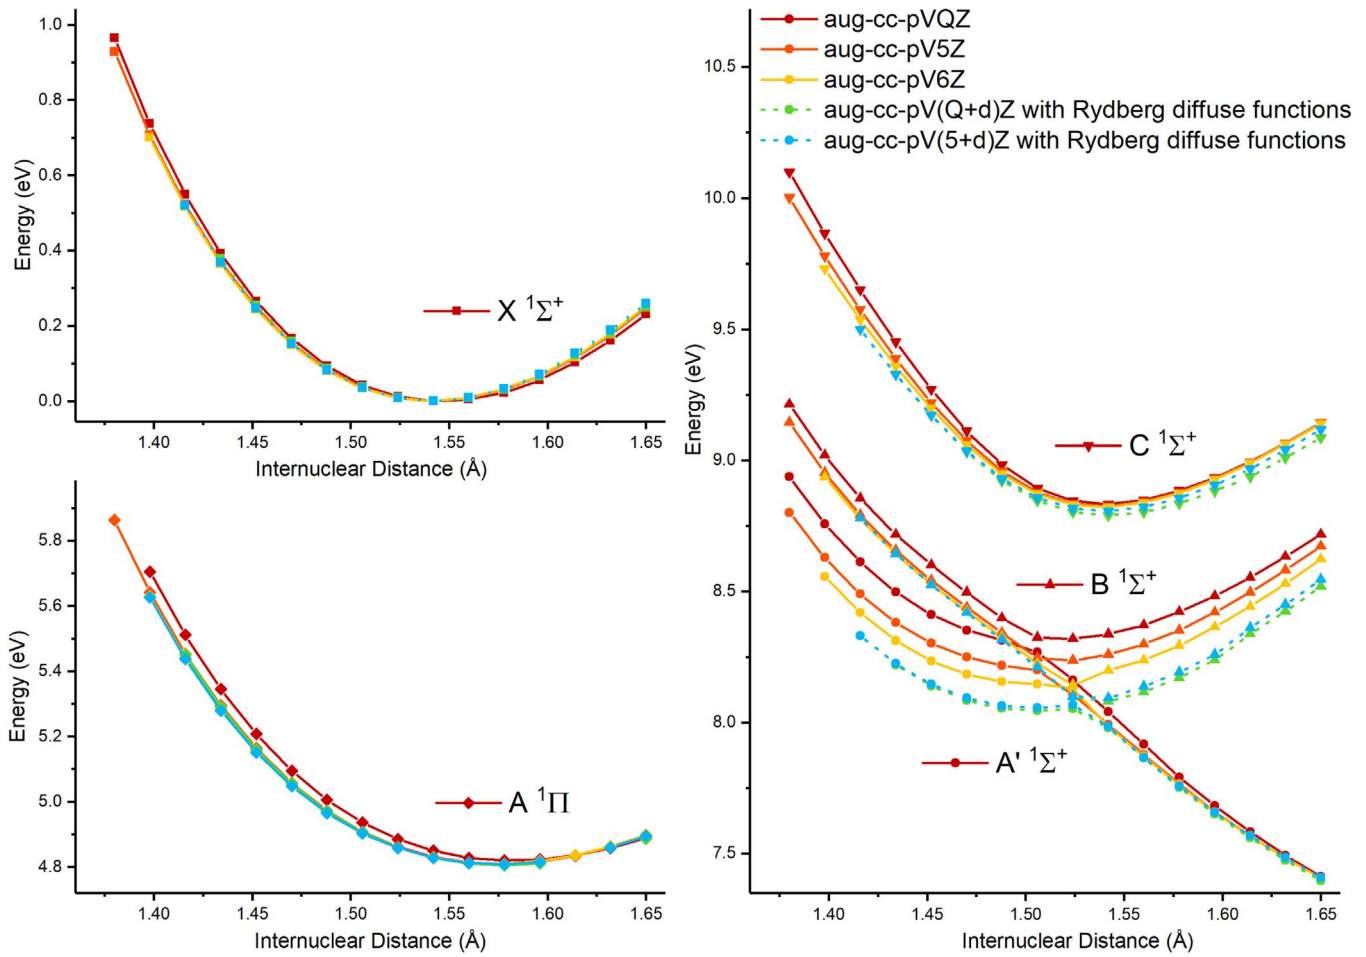 1.0
0.8
0.6
0.4
0.2
0.0
Energy (eV)
X ¹Σ⁺
1.40 1.45 1.50 1.55 1.60 1.65
Internuclear Distance (Å)
5.8
5.6
5.4
5.2
5.0
4.8
Energy (eV)
A ¹Π
1.40 1.45 1.50 1.55 1.60 1.65
Internuclear Distance (Å)
aug-cc-pVQZ
aug-cc-pV5Z
aug-cc-pV6Z
aug-cc-pV(Q+d)Z with Rydberg diffuse functions
aug-cc-pV(5+d)Z with Rydberg diffuse functions
10.5
10.0
9.5
9.0
8.5
8.0
7.5
Energy (eV)
C ¹Σ⁺
B ¹Σ⁺
A' ¹Σ⁺
1.40 1.45 1.50 1.55 1.60 1.65
Internuclear Distance (Å)